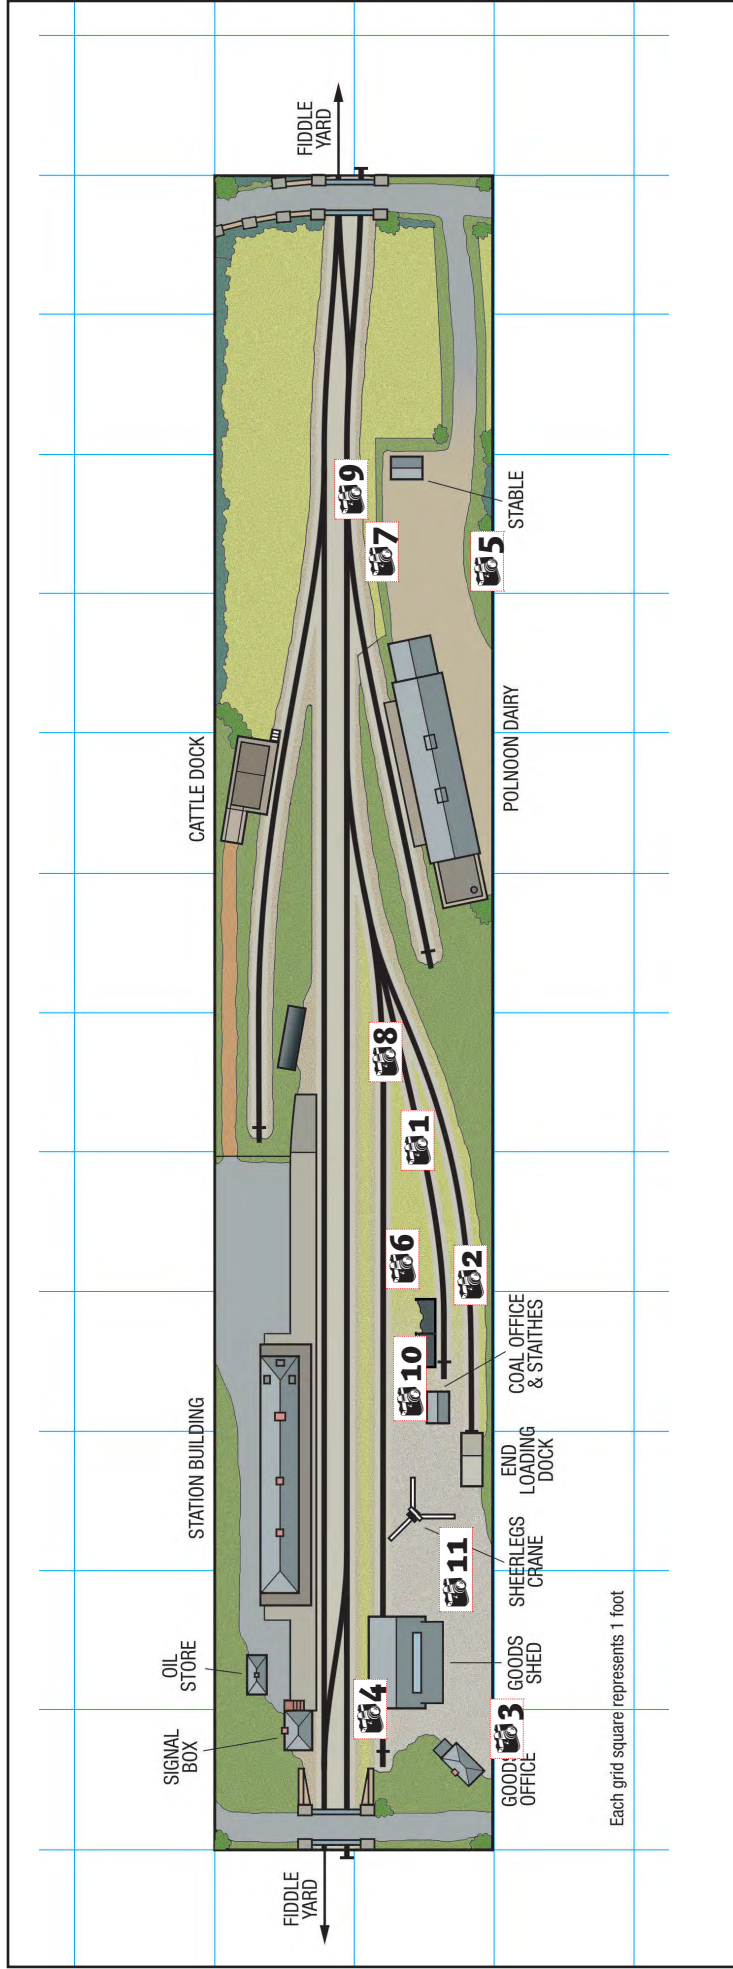 FIDDLE
YARD
SIGNAL
BOX
OIL
STORE
STATION BUILDING
CATTLE DOCK
FIDDLE
YARD
4
10
6
8
1
2
9
7
5
3
11
GOODS
OFFICE
GOODS
SHED
SHEERLEGS
CRANE
END
LOADING
DOCK
COAL OFFICE
& STAITHES
POLNOON DAIRY
STABLE
Each grid square represents 1 foot